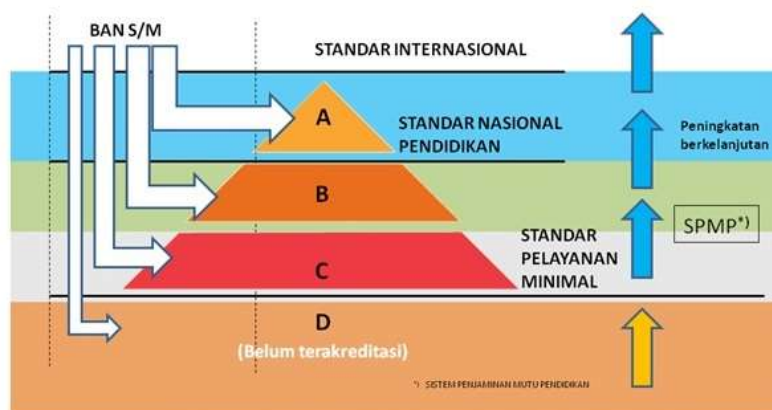 BAN S/M
STANDAR INTERNASIONAL
A
STANDAR NASIONAL
PENDIDIKAN
Peningkatan
berkelanjutan
B
SPMP*)
STANDAR
PELAYANAN
MINIMAL
C
D
(Belum terakreditasi)
*) SISTEM PENJAMINAN MUTU PENDIDIKAN